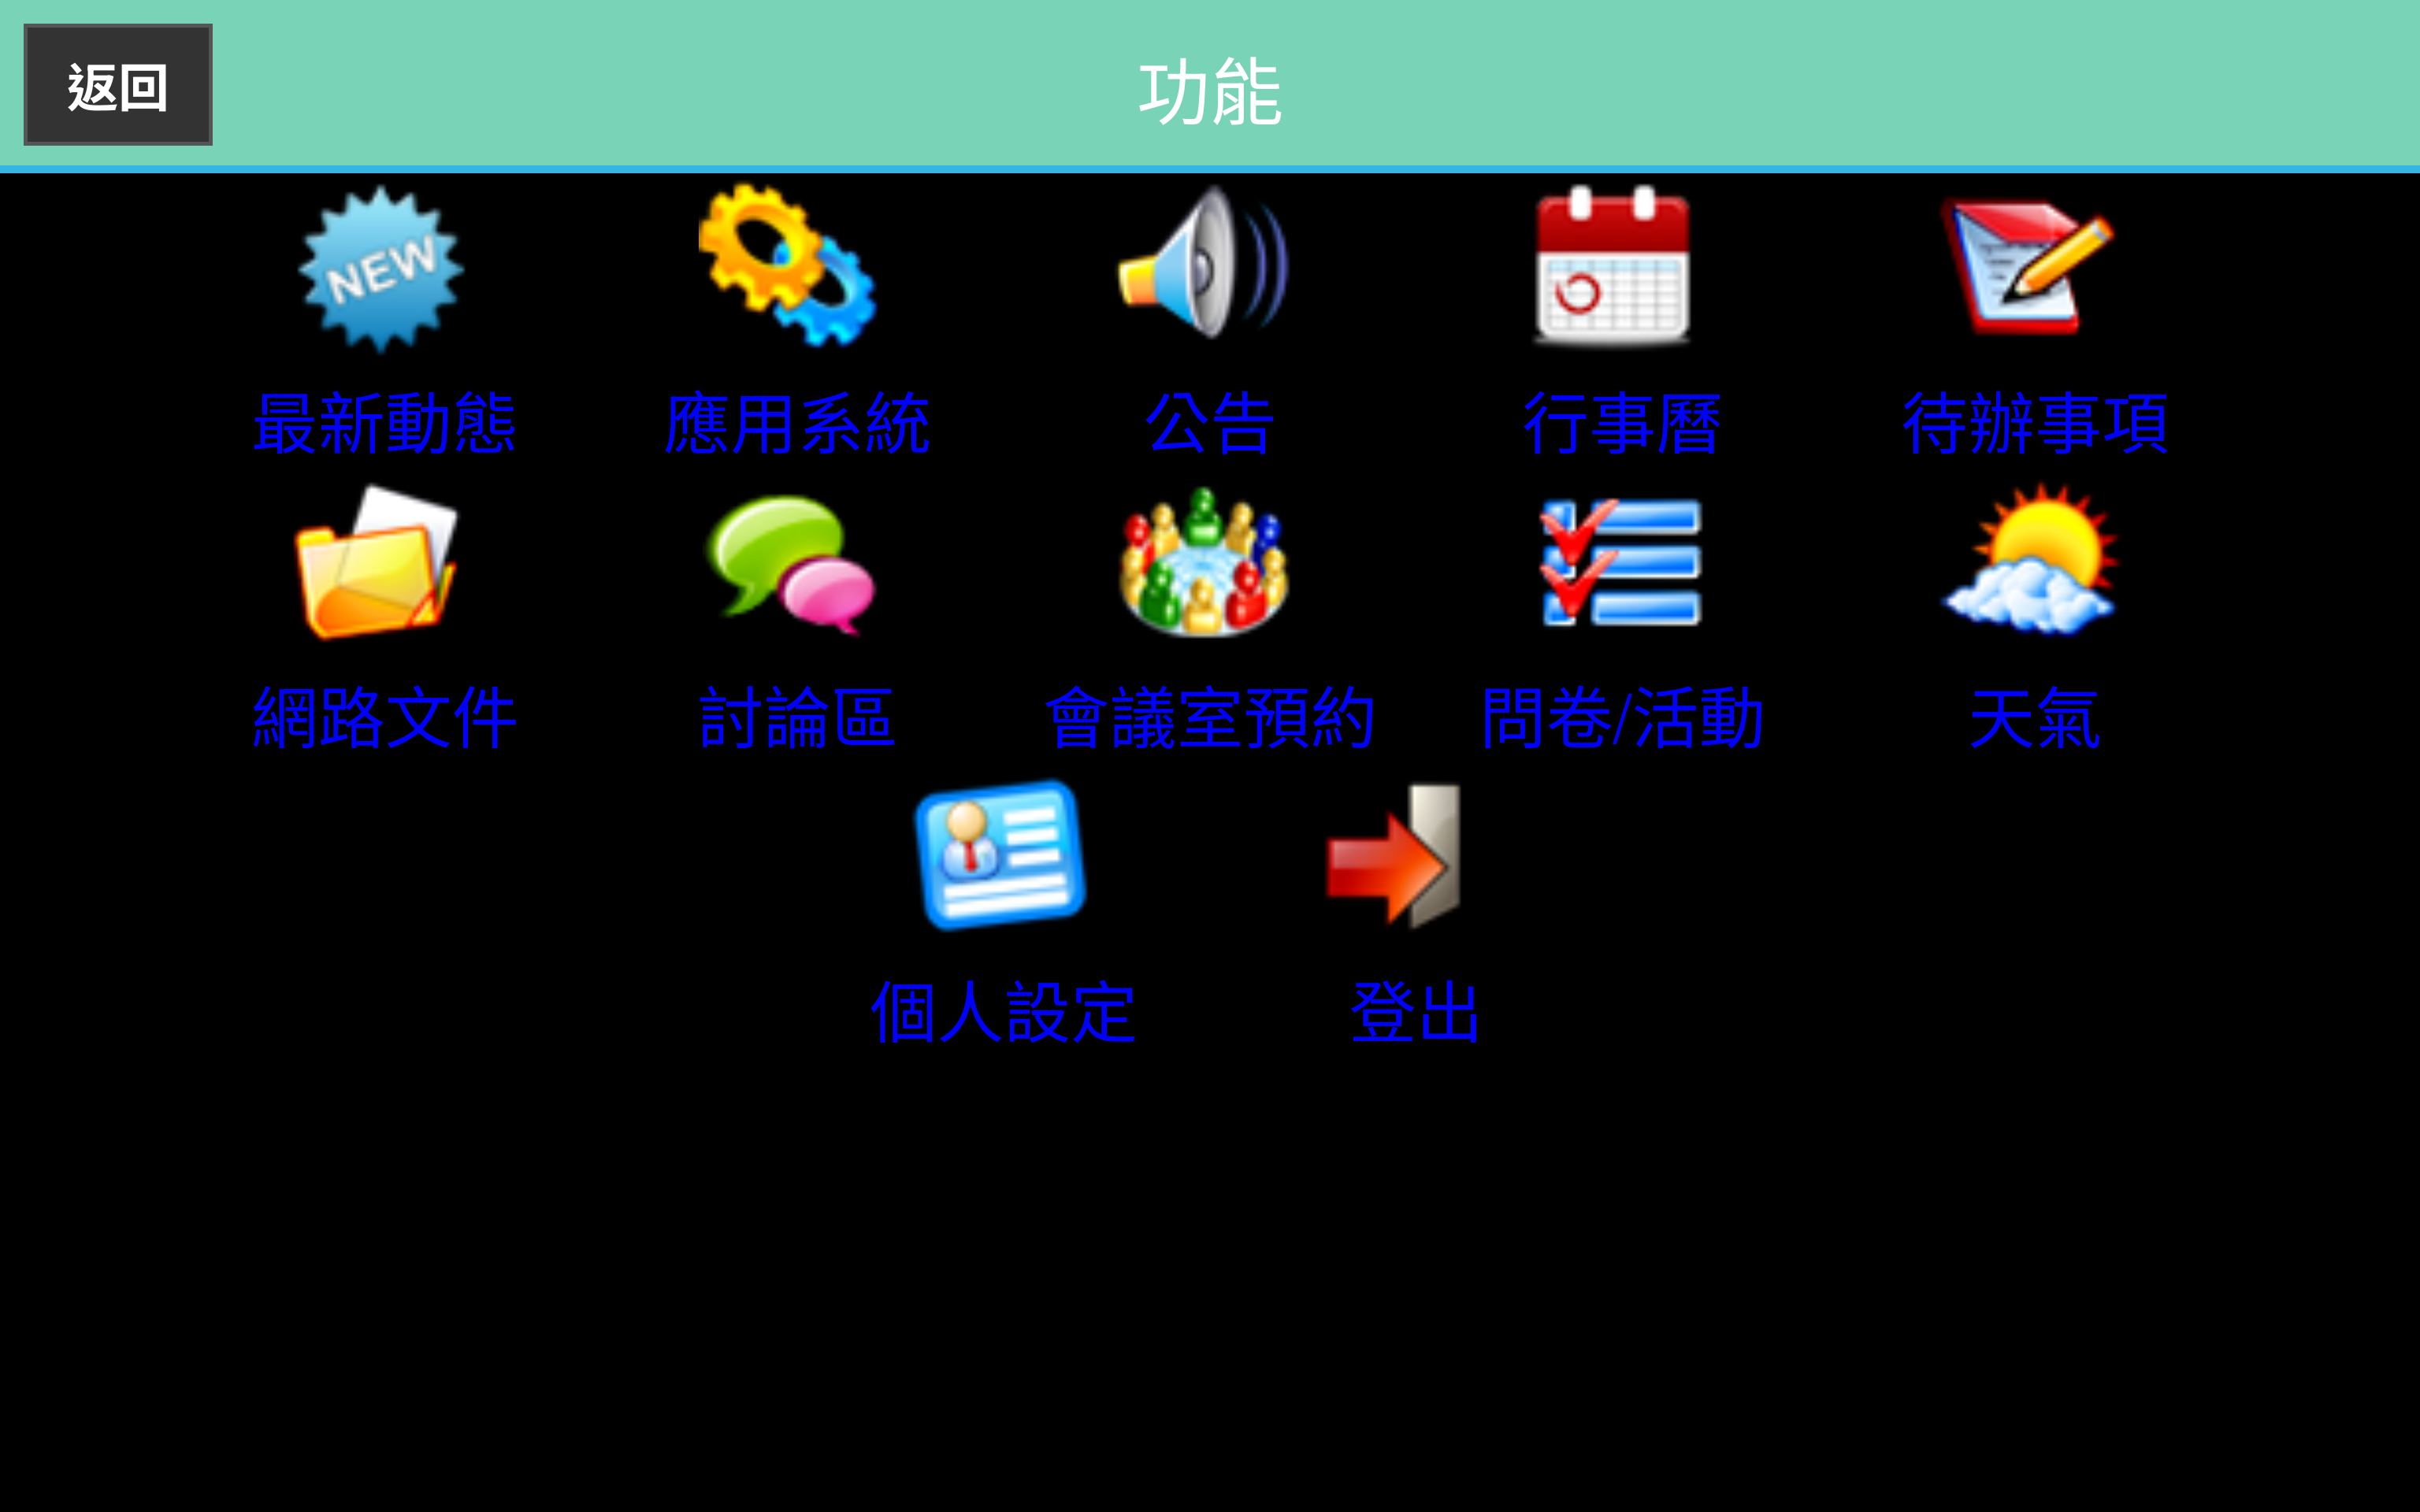 返回
功能
NEW
最新動態 應用系統 公告 行事曆 待辦事項
網路文件 討論區 會議室預約 問卷/活動 天氣
個人設定 登出